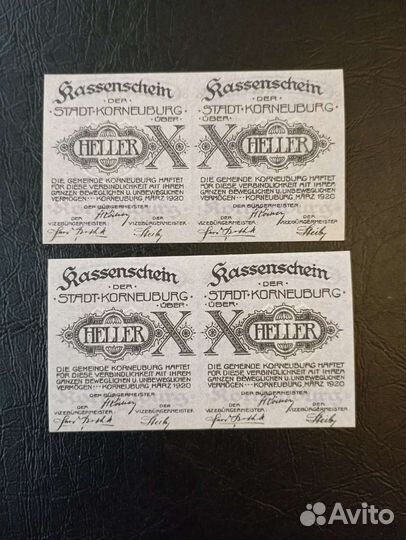 Kassenschein
DER
STADT·KORNEUBURG
ÜBER
HELLER X
DIE GEMEINDE KORNEUBURG HAFTET
FÜR DIESE VERBINDLICHKEIT MIT IHREM
GANZEN BEWEGLICHEN U. UNBEWEGLICHEN
VERMÖGEN··· KORNEUBURG MÄRZ 1920
DER BÜRGERMEISTER
DER VIZEBÜRGERMEISTER
DER
Kassenschein
DER
STADT·KORNEUBURG
ÜBER
X HELLER
DIE GEMEINDE KORNEUBURG HAFTET
FÜR DIESE VERBINDLICHKEIT MIT IHREM
GANZEN BEWEGLICHEN U. UNBEWEGLICHEN
VERMÖGEN··· KORNEUBURG MÄRZ 1920
DER BÜRGERMEISTER
DER
DER VIZEBÜRGERMEISTER
Kassenschein
DER
STADT·KORNEUBURG
ÜBER
HELLER X
DIE GEMEINDE KORNEUBURG HAFTET
FÜR DIESE VERBINDLICHKEIT MIT IHREM
GANZEN BEWEGLICHEN U. UNBEWEGLICHEN
VERMÖGEN··· KORNEUBURG MÄRZ 1920
DER BÜRGERMEISTER
DER
VIZEBÜRGERMEISTER
DER
Kassenschein
DER
STADT·KORNEUBURG
ÜBER
X HELLER
DIE GEMEINDE KORNEUBURG HAFTET
FÜR DIESE VERBINDLICHKEIT MIT IHREM
GANZEN BEWEGLICHEN U. UNBEWEGLICHEN
VERMÖGEN··· KORNEUBURG MÄRZ 1920
DER BÜRGERMEISTER
DER
VIZEBÜRGERMEISTER
DER
Avito